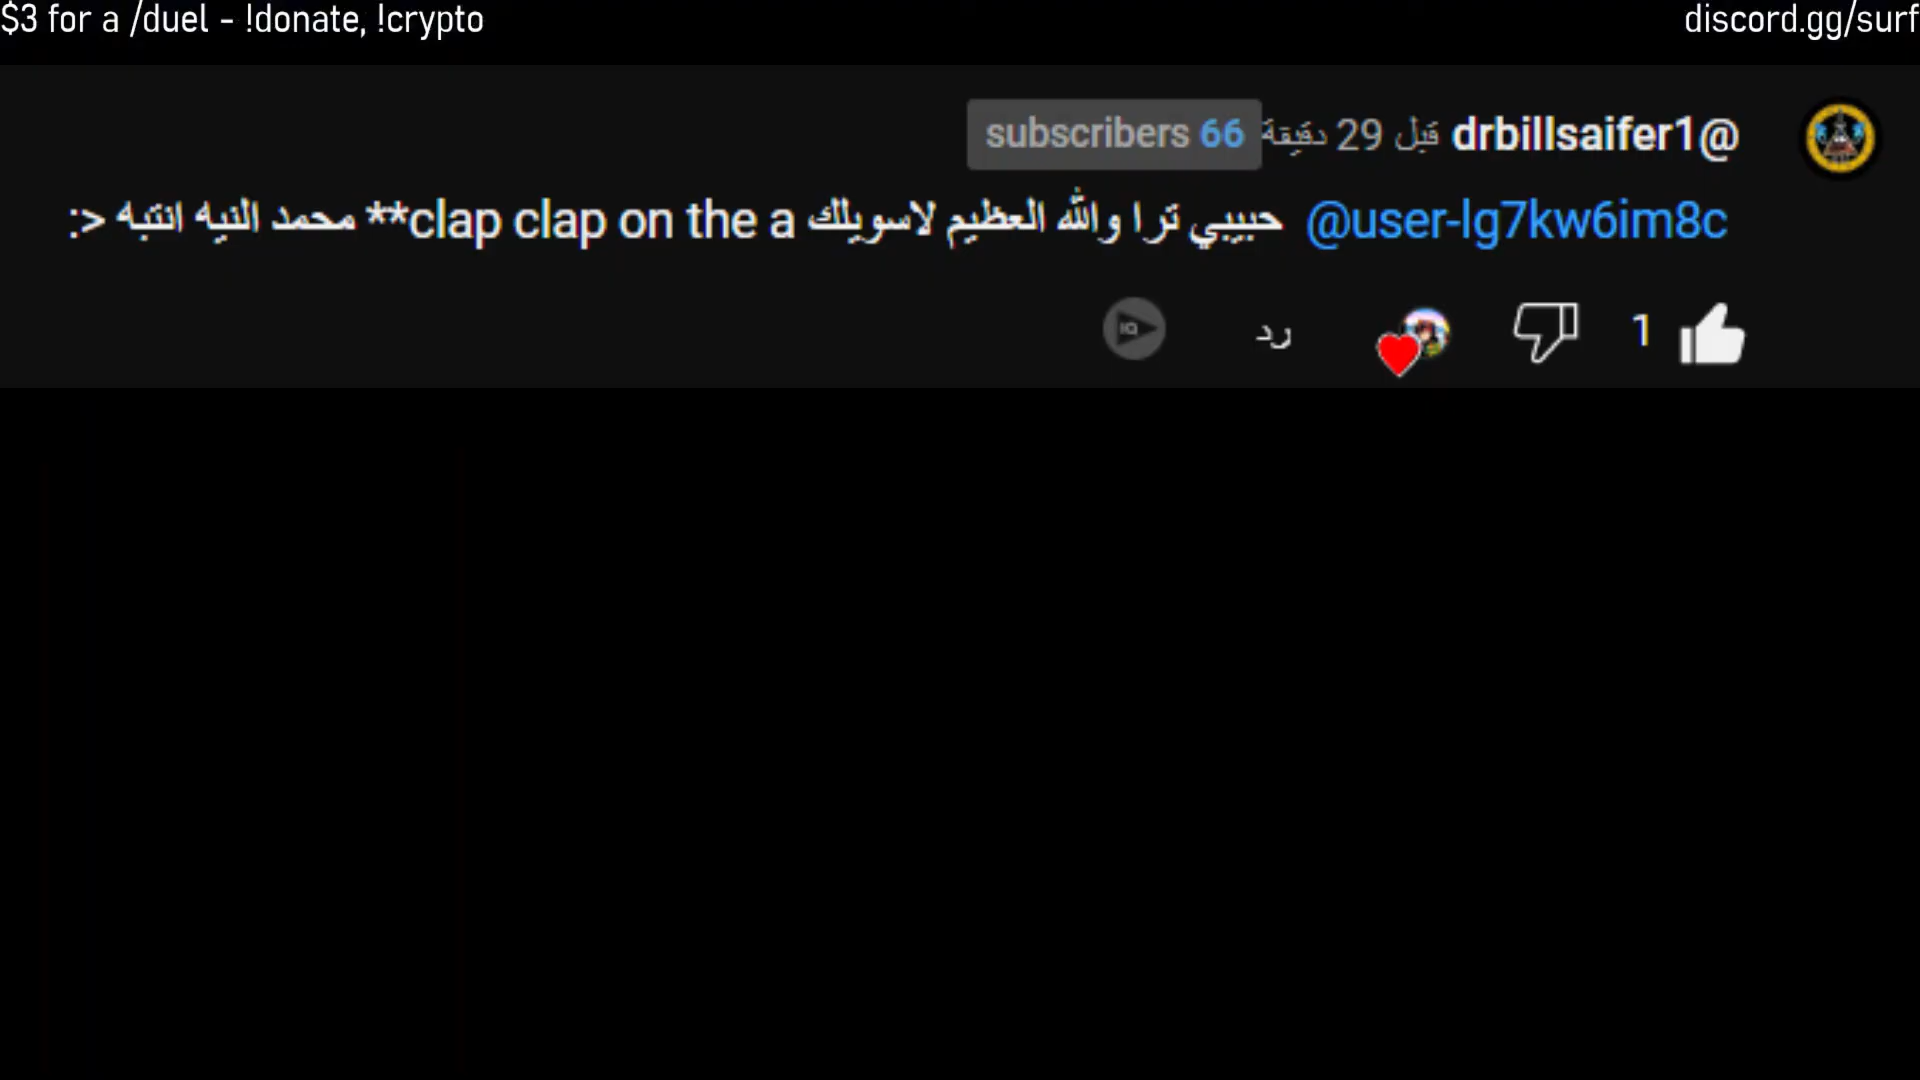 $3 for a /duel - !donate, !crypto
discord.gg/surf
@drbillsaifer1 قبل 29 دقيقة 66 subscribers
@user-lg7kw6im8c حبيبي ترا والله العظيم لاسويلك clap clap on the a** محمد النيه انتبه >:
1
رد